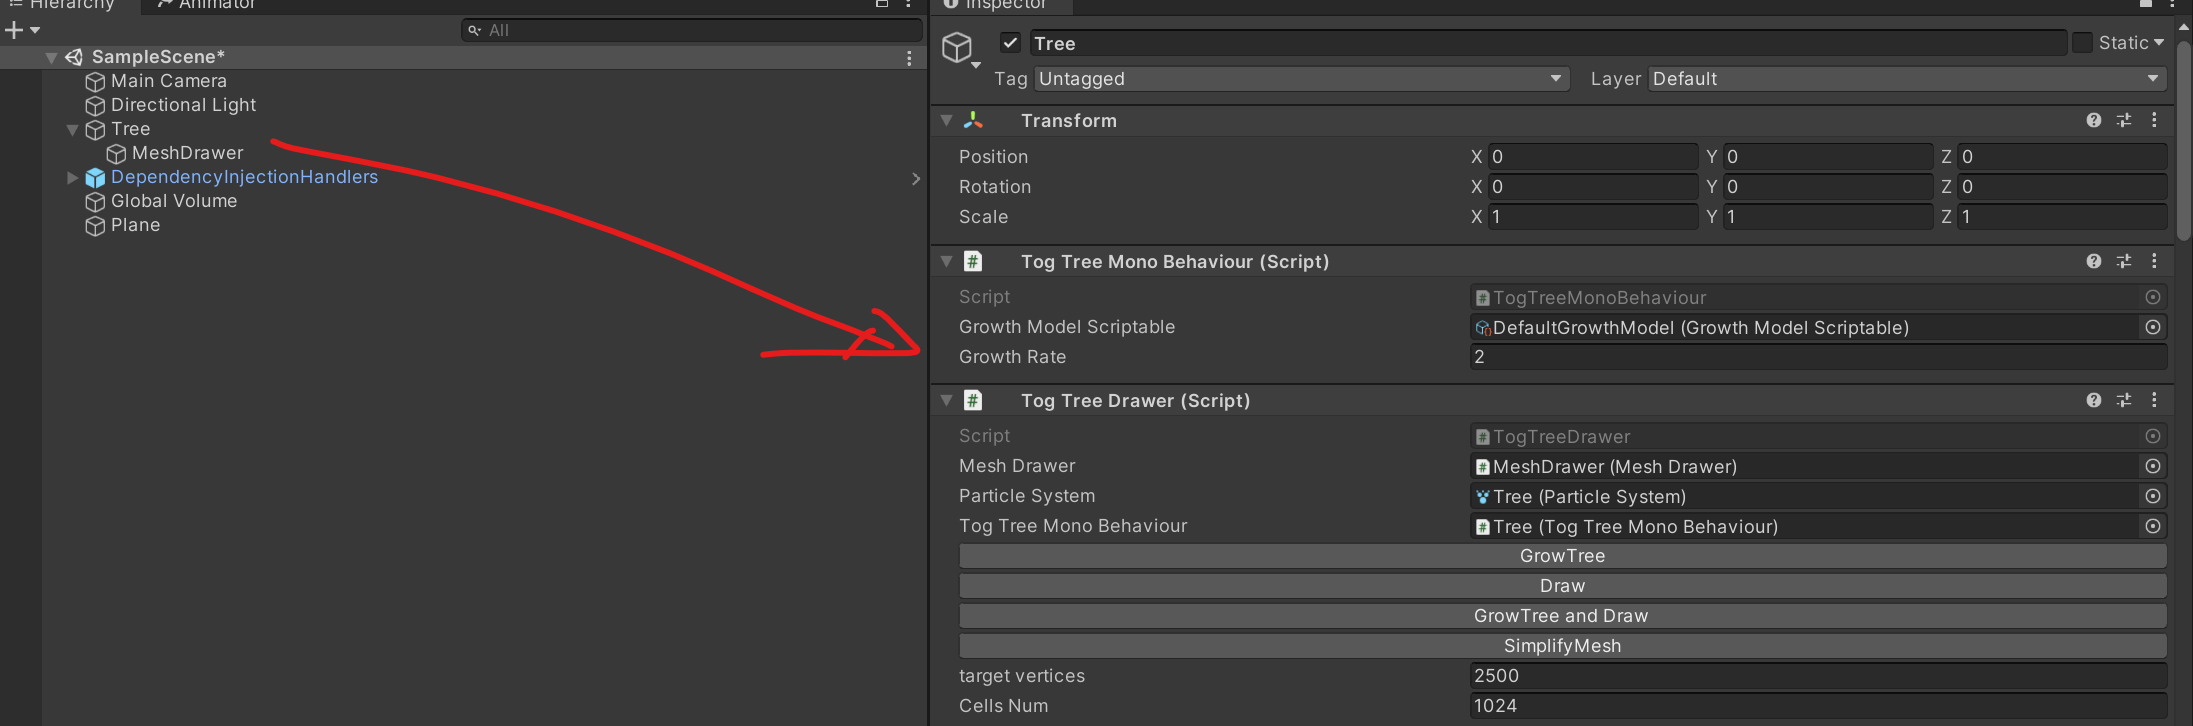 Hierarchy
Animator
All
SampleScene*
Main Camera
Directional Light
Tree
MeshDrawer
DependencyInjectionHandlers
Global Volume
Plane
Inspector
Tree
Static
Tag Untagged Layer Default
Transform
Position X 0 Y 0 Z 0
Rotation X 0 Y 0 Z 0
Scale X 1 Y 1 Z 1
# Tog Tree Mono Behaviour (Script)
Script # TogTreeMonoBehaviour
Growth Model Scriptable DefaultGrowthModel (Growth Model Scriptable)
Growth Rate 2
# Tog Tree Drawer (Script)
Script # TogTreeDrawer
Mesh Drawer # MeshDrawer (Mesh Drawer)
Particle System Tree (Particle System)
Tog Tree Mono Behaviour # Tree (Tog Tree Mono Behaviour)
GrowTree
Draw
GrowTree and Draw
SimplifyMesh
target vertices 2500
Cells Num 1024